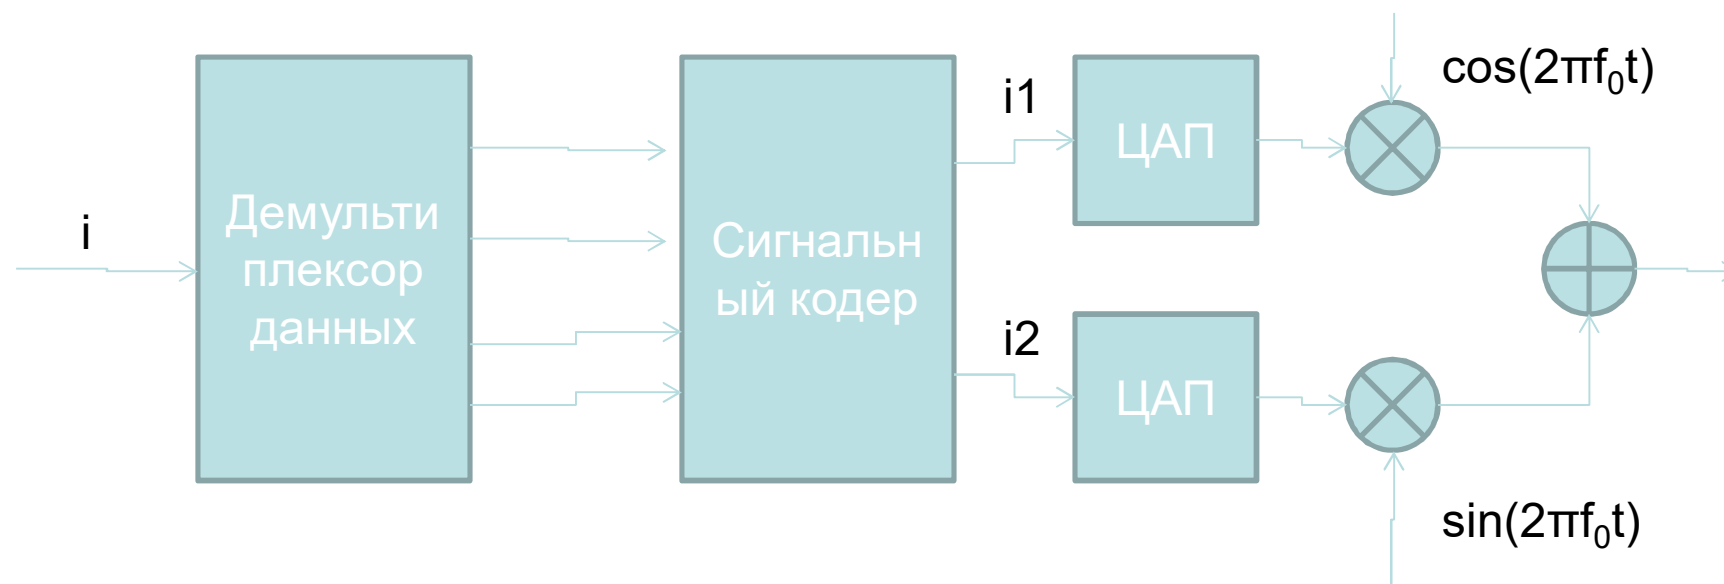 i
Демульти
плексор
данных
Сигнальн
ый кодер
i1
ЦАП
cos(2πf₀t)
i2
ЦАП
sin(2πf₀t)